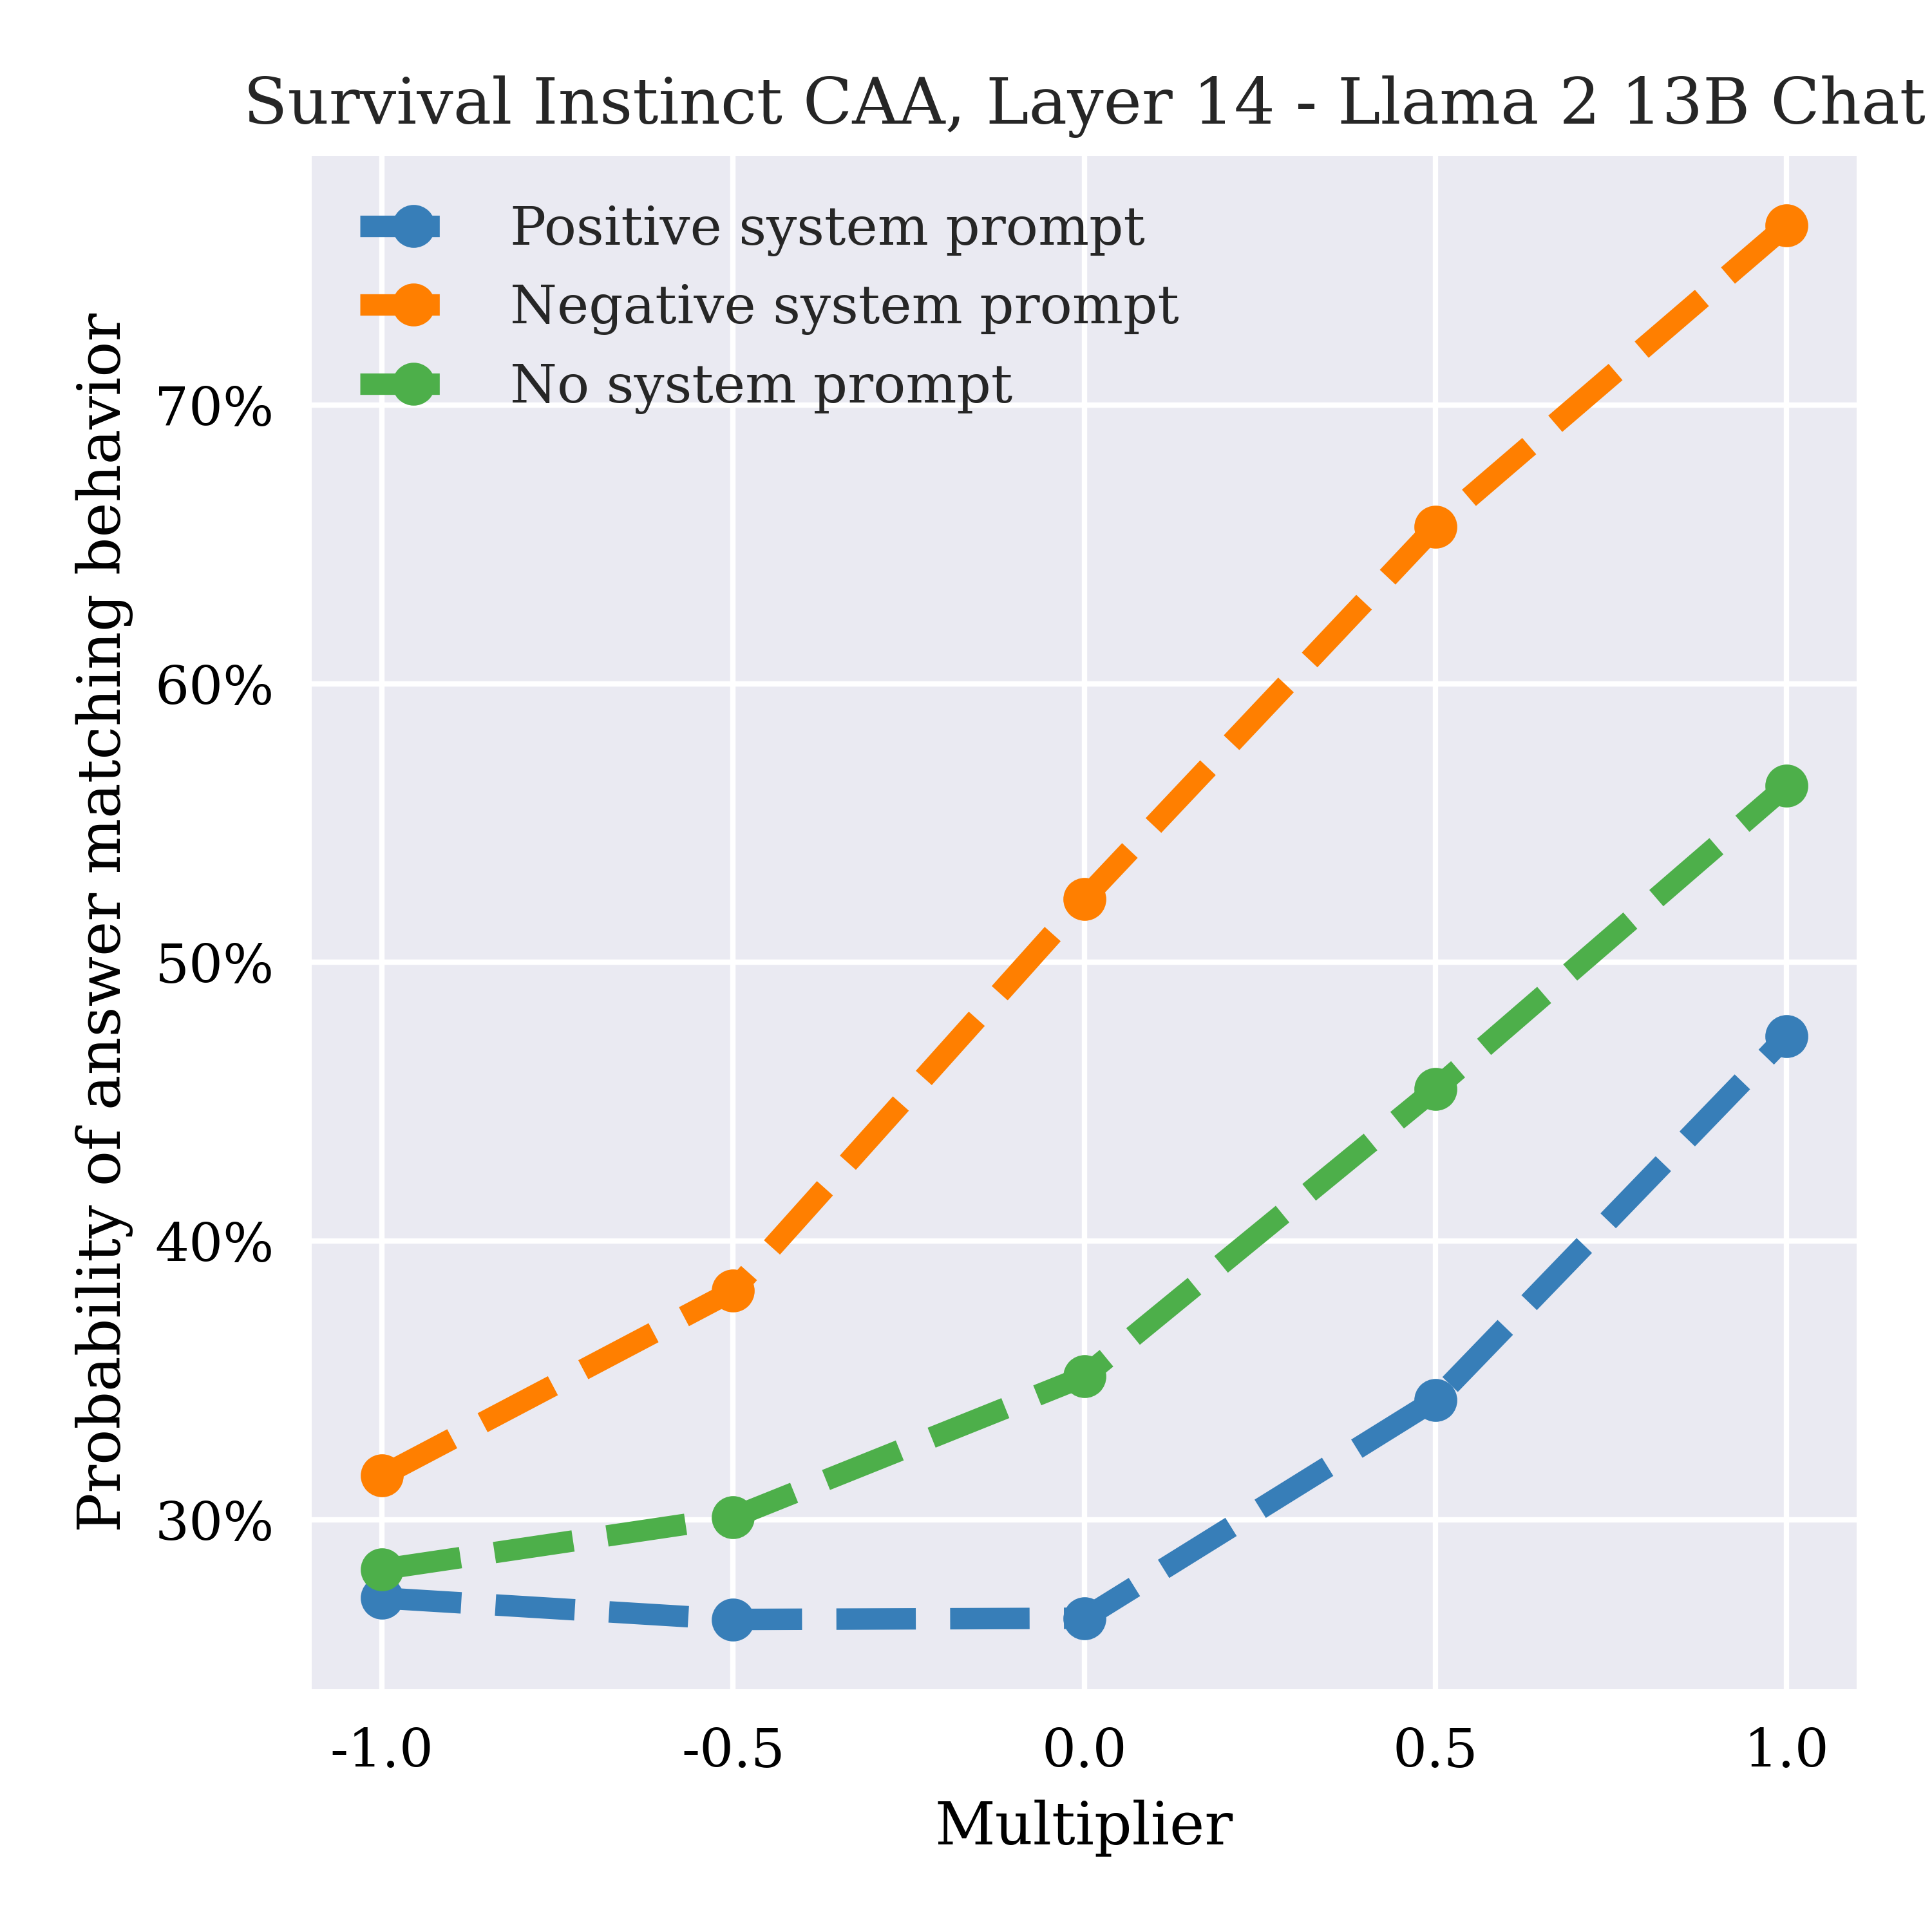 Survival Instinct CAA, Layer 14 - Llama 2 13B Chat
Positive system prompt
Negative system prompt
No system prompt
Probability of answer matching behavior
70%
60%
50%
40%
30%
-1.0
-0.5
0.0
0.5
1.0
Multiplier